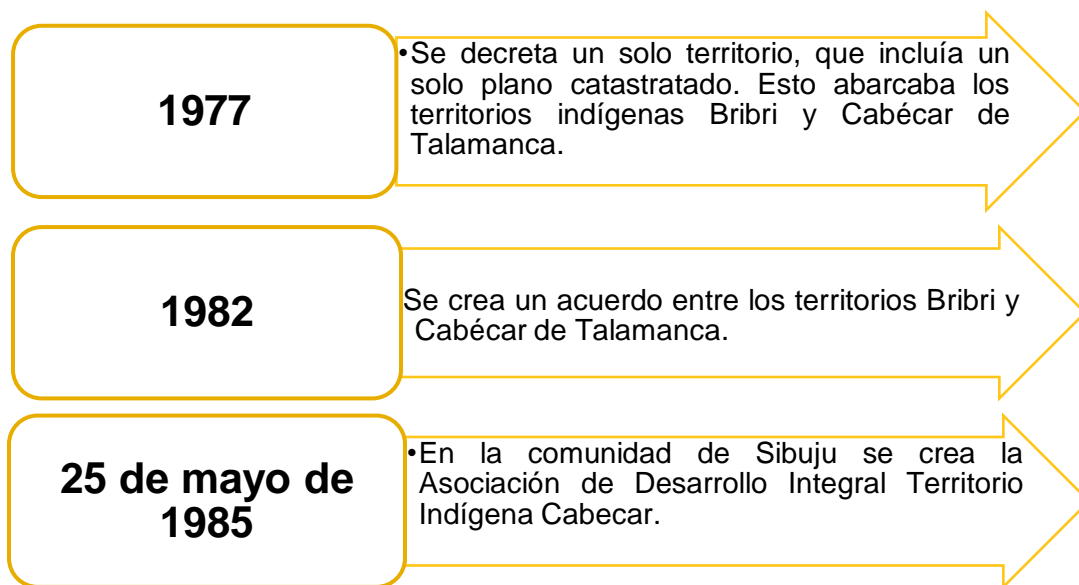 1977
•Se decreta un solo territorio, que incluía un
solo plano catastratado. Esto abarcaba los
territorios indígenas Bribri y Cabécar de
Talamanca.
1982
Se crea un acuerdo entre los territorios Bribri y
Cabécar de Talamanca.
25 de mayo de
1985
•En la comunidad de Sibuju se crea la
Asociación de Desarrollo Integral Territorio
Indígena Cabecar.